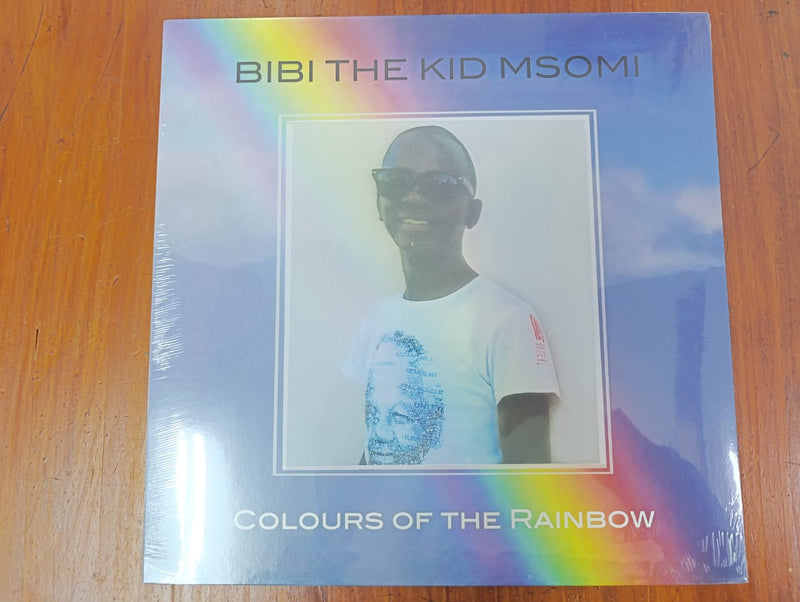 BIBI THE KID MSOMI
COLOURS OF THE RAINBOW